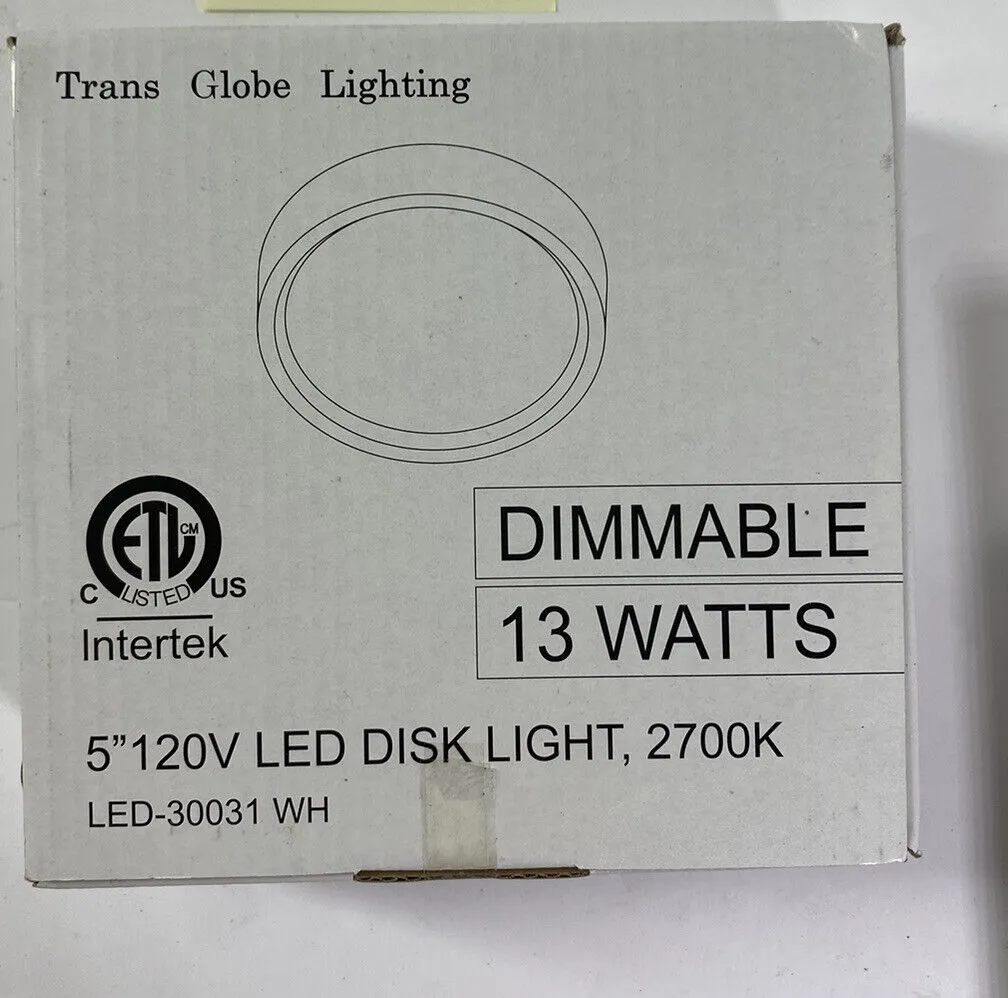 Trans Globe Lighting
ETL CM
C LISTED US
Intertek
DIMMABLE
13 WATTS
5”120V LED DISK LIGHT, 2700K
LED-30031 WH